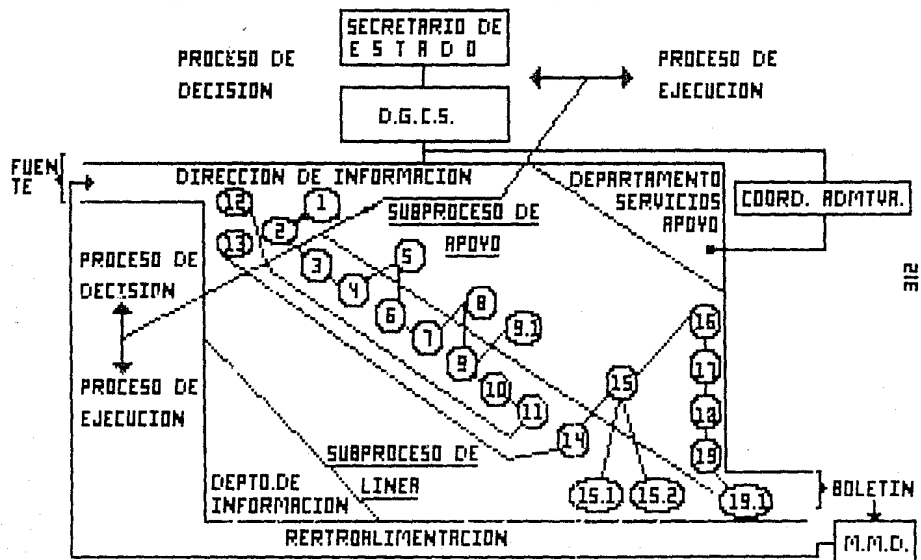 SECRETARIO DE
E S T A D O
PROCESO DE
DECISION
PROCESO DE
EJECUCION
D.G.C.S.
FUEN
TE
DIRECCION DE INFORMACION
DEPARTAMENTO
SERVICIOS
APOYO
COORD. ADMTVA.
SUBPROCESO DE
APOYO
12
1
2
13
3
5
4
6
7
8
9.1
9
10
11
PROCESO DE
DECISION
PROCESO DE
EJECUCION
16
15
17
18
14
19
SUBPROCESO DE
LINEA
DEPTO.DE
INFORMACION
15.1
15.2
19.1
BOLETIN
RERTROALIMENTACION
M.M.D.